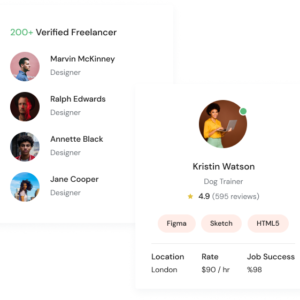 200+ Verified Freelancer
Marvin McKinney
Designer
Ralph Edwards
Designer
Annette Black
Designer
Jane Cooper
Designer
Kristin Watson
Dog Trainer
★ 4.9 (595 reviews)
Figma
Sketch
HTML5
Location Rate Job Success
London $90 / hr %98